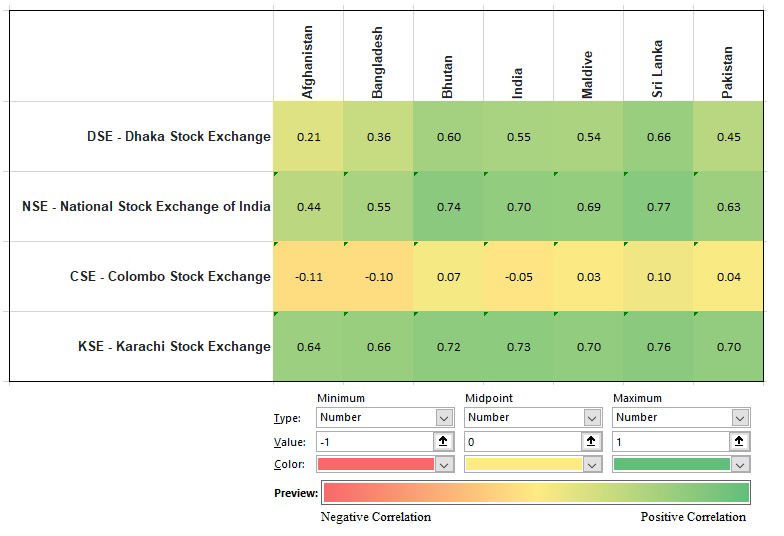 Afghanistan Bangladesh Bhutan India Maldive Sri Lanka Pakistan
DSE - Dhaka Stock Exchange 0.21 0.36 0.60 0.55 0.54 0.66 0.45
NSE - National Stock Exchange of India 0.44 0.55 0.74 0.70 0.69 0.77 0.63
CSE - Colombo Stock Exchange -0.11 -0.10 0.07 -0.05 0.03 0.10 0.04
KSE - Karachi Stock Exchange 0.64 0.66 0.72 0.73 0.70 0.76 0.70
Minimum Midpoint Maximum
Type: Number Number Number
Value: -1 0 1
Color:
Preview:
Negative Correlation Positive Correlation